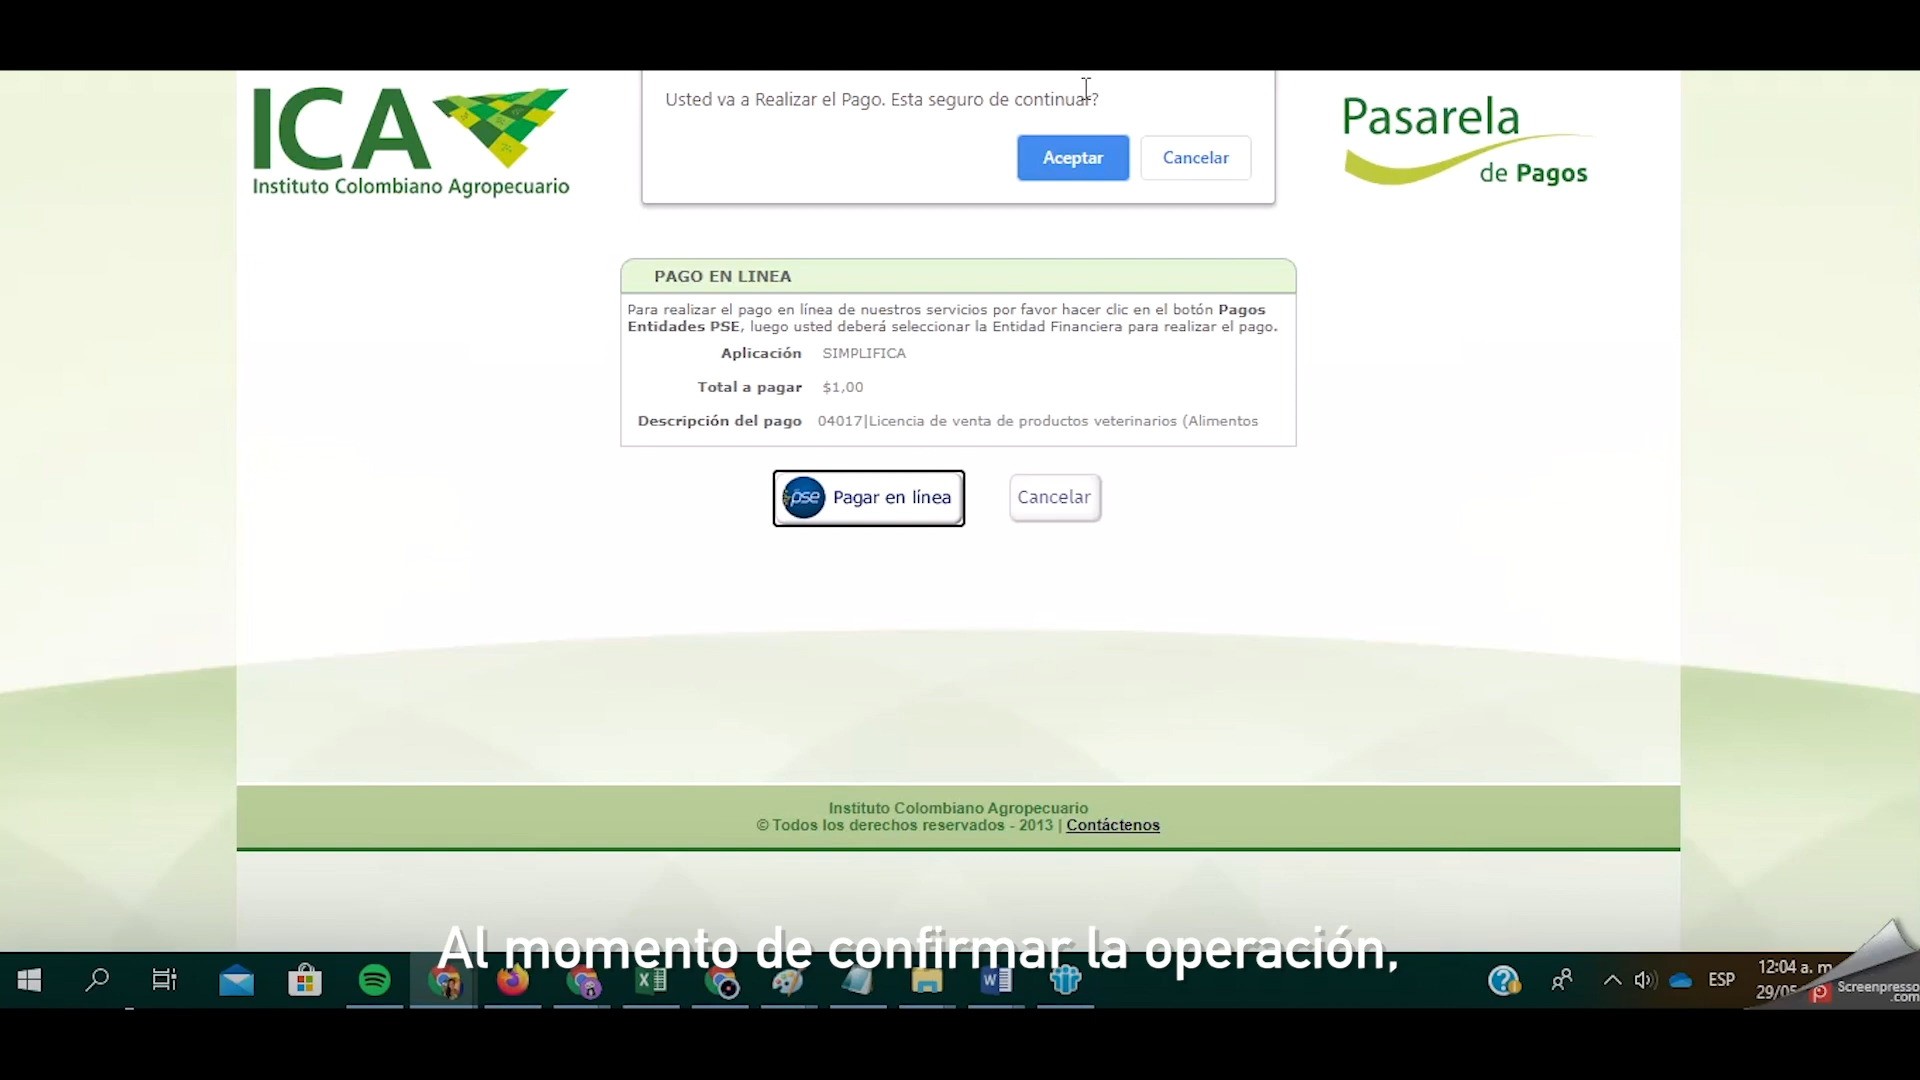 ICA
Instituto Colombiano Agropecuario
Usted va a Realizar el Pago. Esta seguro de continuar?
Aceptar
Cancelar
Pasarela
de Pagos
PAGO EN LINEA
Para realizar el pago en línea de nuestros servicios por favor hacer clic en el botón Pagos
Entidades PSE, luego usted deberá seleccionar la Entidad Financiera para realizar el pago.
Aplicación SIMPLIFICA
Total a pagar $1,00
Descripción del pago 04017|Licencia de venta de productos veterinarios (Alimentos
pse Pagar en línea
Cancelar
Instituto Colombiano Agropecuario
© Todos los derechos reservados - 2013 | Contáctenos
Al momento de confirmar la operación,
ESP
12:04 a. m.
29/05
Screenpresso
.com